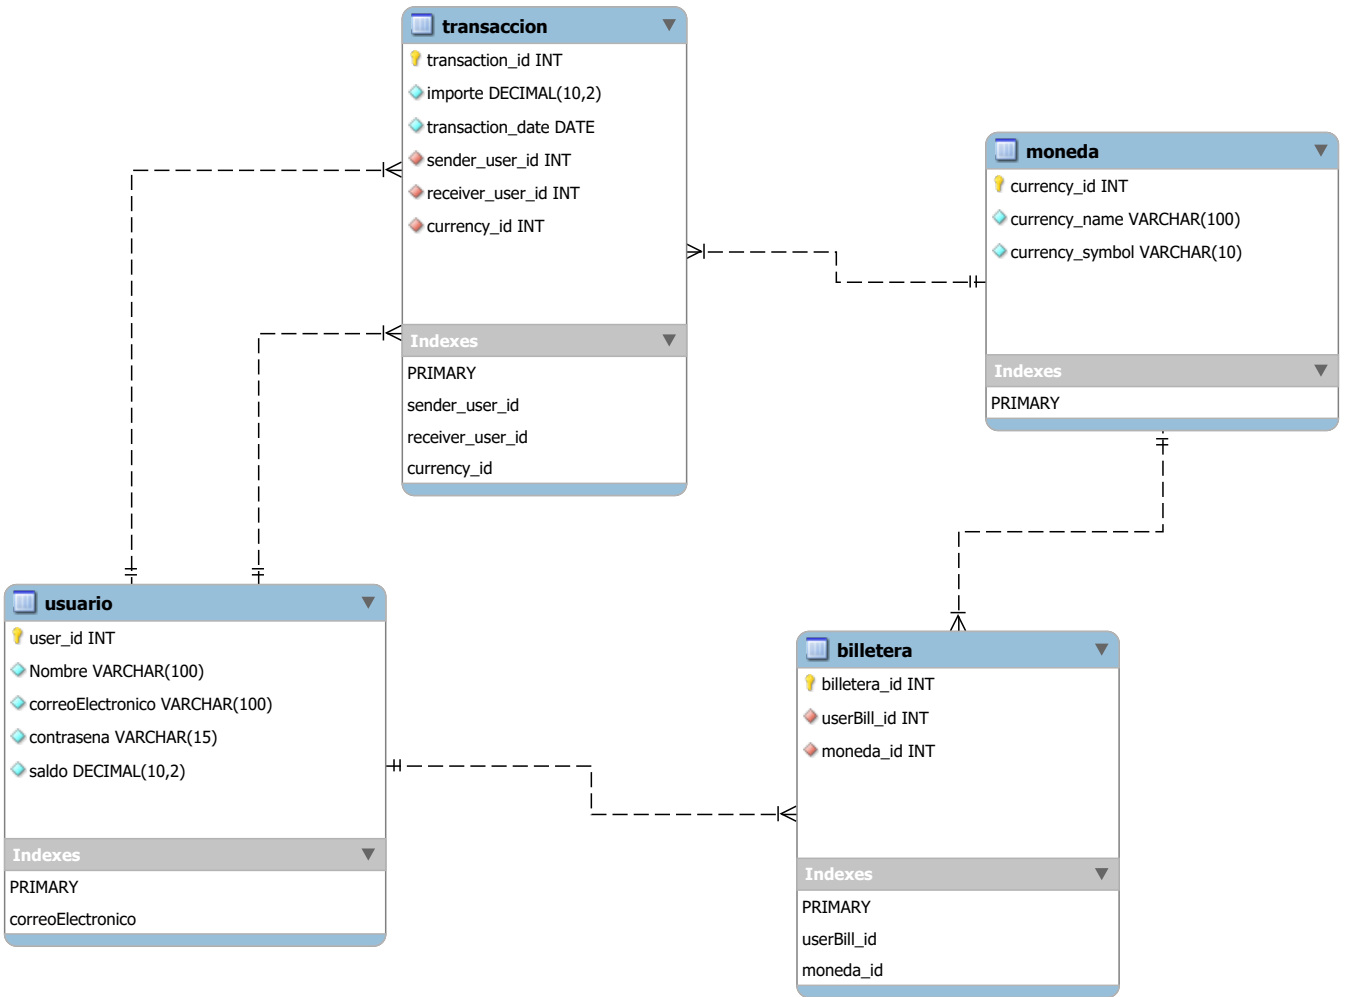 transaccion
transaction_id INT
importe DECIMAL(10,2)
transaction_date DATE
sender_user_id INT
receiver_user_id INT
currency_id INT
Indexes
PRIMARY
sender_user_id
receiver_user_id
currency_id
moneda
currency_id INT
currency_name VARCHAR(100)
currency_symbol VARCHAR(10)
Indexes
PRIMARY
usuario
user_id INT
Nombre VARCHAR(100)
correoElectronico VARCHAR(100)
contrasena VARCHAR(15)
saldo DECIMAL(10,2)
Indexes
PRIMARY
correoElectronico
billetera
billetera_id INT
userBill_id INT
moneda_id INT
Indexes
PRIMARY
userBill_id
moneda_id